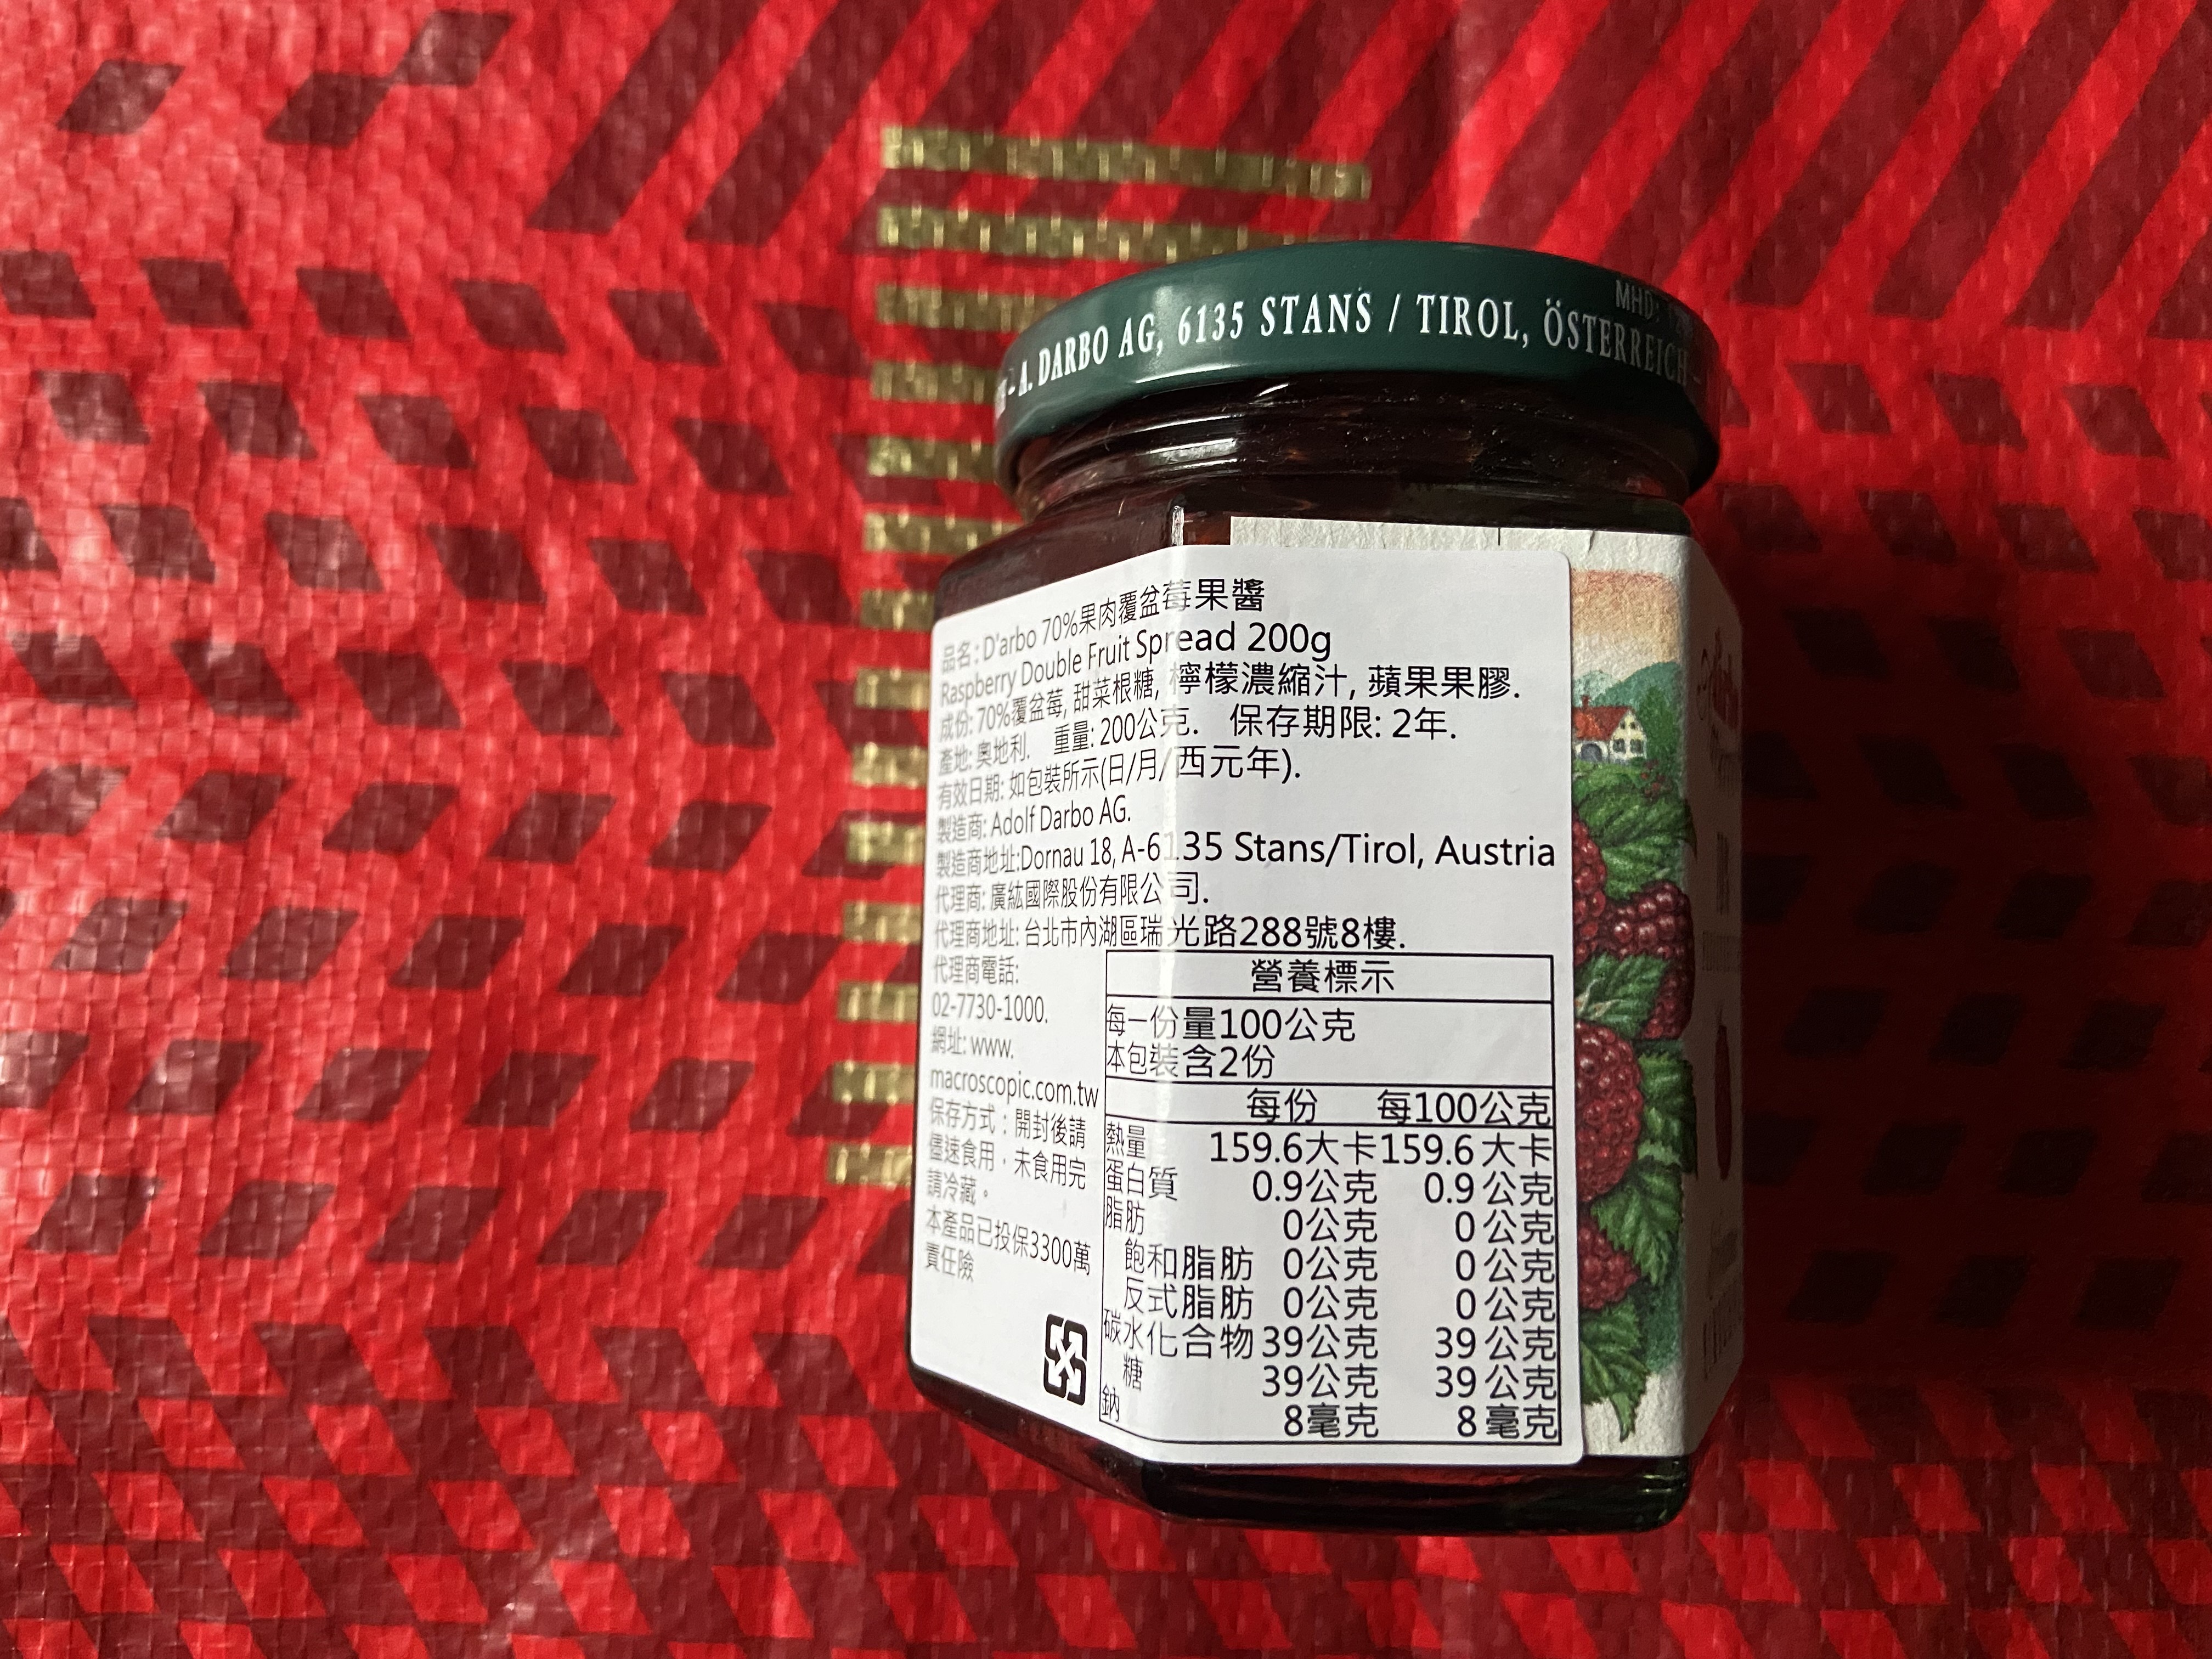 - A. DARBO AG, 6135 STANS / TIROL, ÖSTERREICH -
MHD:
品名: D'arbo 70%果肉覆盆莓果醬
Raspberry Double Fruit Spread 200g
成份: 70%覆盆莓, 甜菜根糖, 檸檬濃縮汁, 蘋果果膠.
產地: 奧地利. 重量: 200公克. 保存期限: 2年.
有效日期: 如包裝所示(日/月/西元年).
製造商: Adolf Darbo AG.
製造商地址:Dornau 18, A-6135 Stans/Tirol, Austria
代理商: 廣紘國際股份有限公司.
代理商地址: 台北市內湖區瑞光路288號8樓.
代理商電話:
02-7730-1000.
網址: www.
macroscopic.com.tw
保存方式：開封後請
儘速食用，未食用完
請冷藏。
本產品已投保3300萬
責任險
營養標示
每一份量100公克
本包裝含2份
每份 每100公克
熱量 159.6大卡 159.6 大卡
蛋白質 0.9公克 0.9 公克
脂肪 0公克 0 公克
飽和脂肪 0公克 0 公克
反式脂肪 0公克 0 公克
碳水化合物 39公克 39 公克
糖 39公克 39 公克
鈉 8毫克 8 毫克